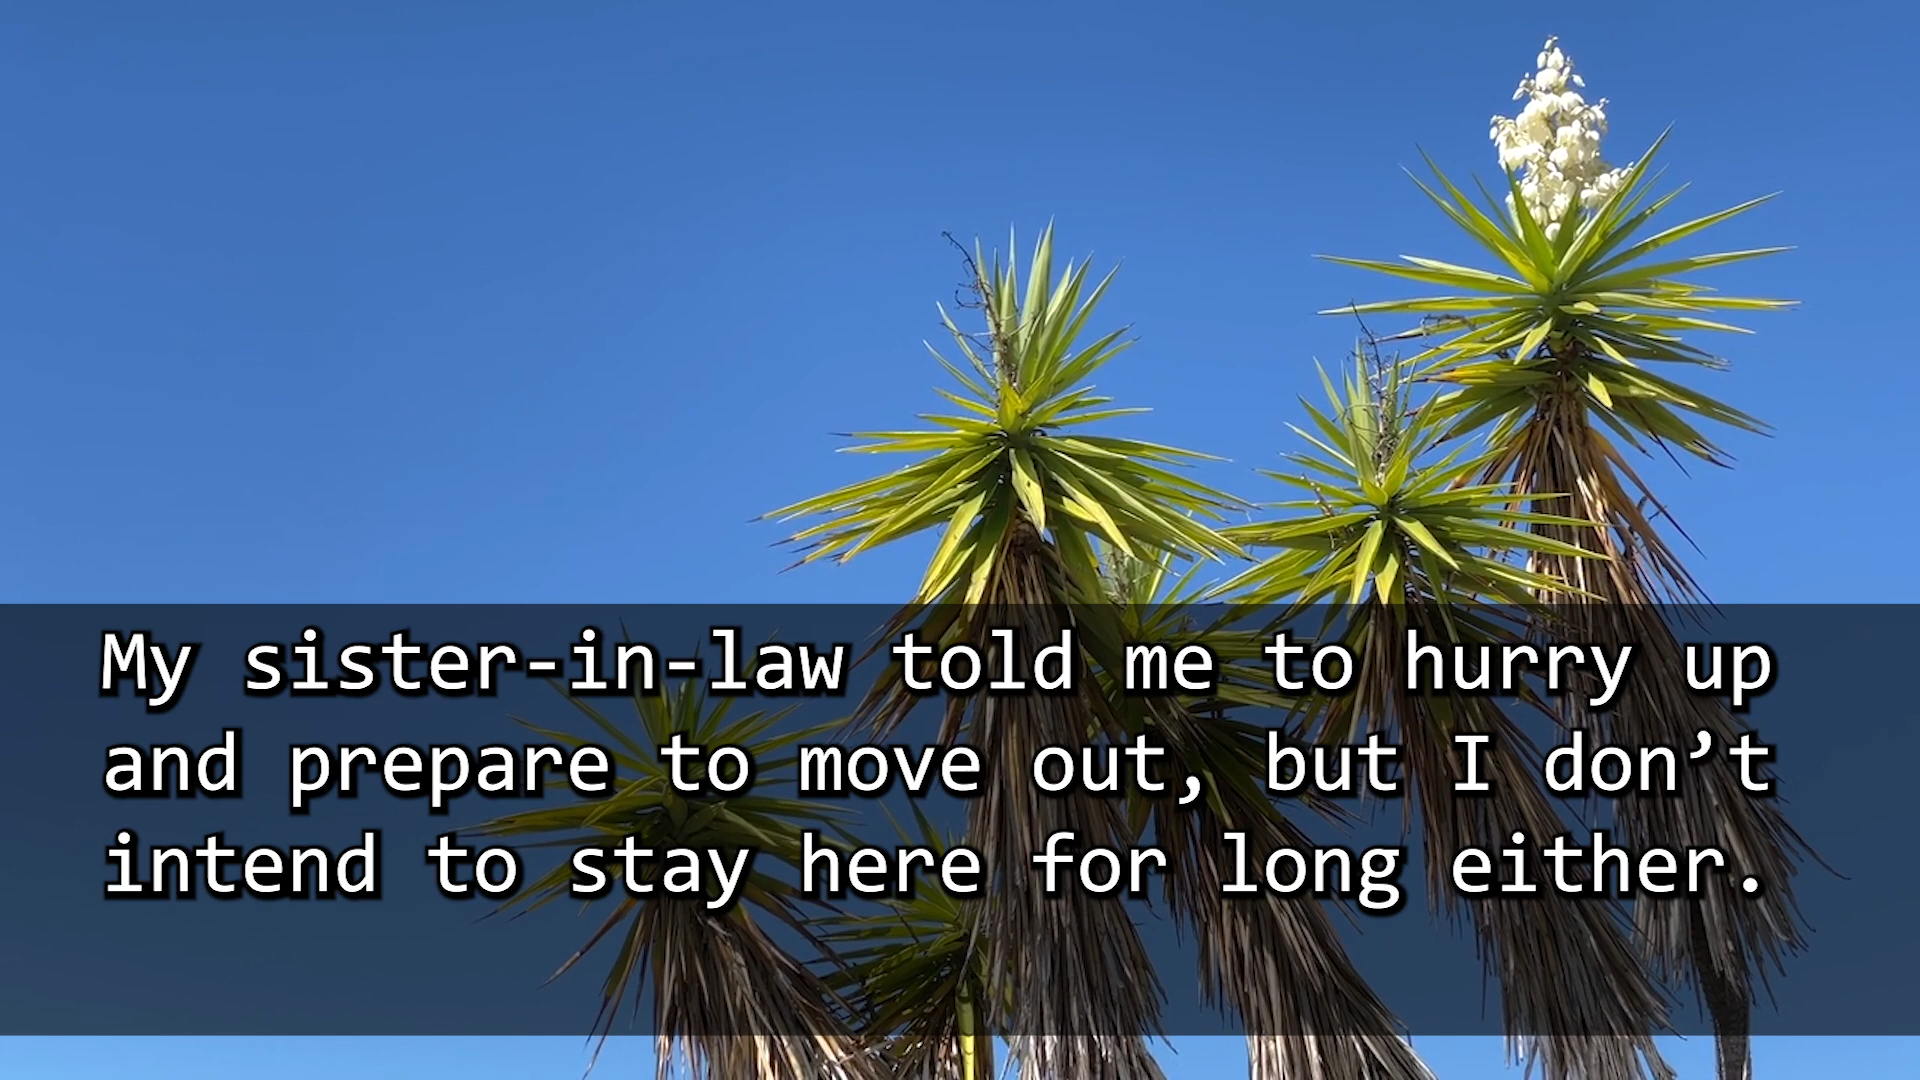 My sister-in-law told me to hurry up
and prepare to move out, but I don’t
intend to stay here for long either.